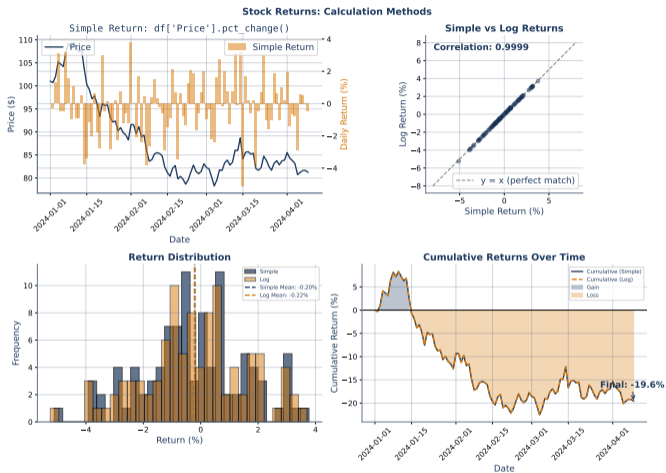 Stock Returns: Calculation Methods
Simple Return: df['Price'].pct_change()
Price
Simple Return
Price ($)
110
105
100
95
90
85
80
4
2
0
−2
−4
Daily Return (%)
2024-01-01
2024-01-15
2024-02-01
2024-02-15
2024-03-01
2024-03-15
2024-04-01
Date
Simple vs Log Returns
Correlation: 0.9999
Log Return (%)
8
6
4
2
0
−2
−4
−6
−8
y = x (perfect match)
−5
0
5
Simple Return (%)
Return Distribution
Simple
Log
Simple Mean: -0.20%
Log Mean: -0.22%
Frequency
10
8
6
4
2
0
−4
−2
0
2
4
Return (%)
Cumulative Returns Over Time
Cumulative (Simple)
Cumulative (Log)
Gain
Loss
Cumulative Return (%)
5
0
−5
−10
−15
−20
Final: -19.6%
2024-01-01
2024-01-15
2024-02-01
2024-02-15
2024-03-01
2024-03-15
2024-04-01
Date